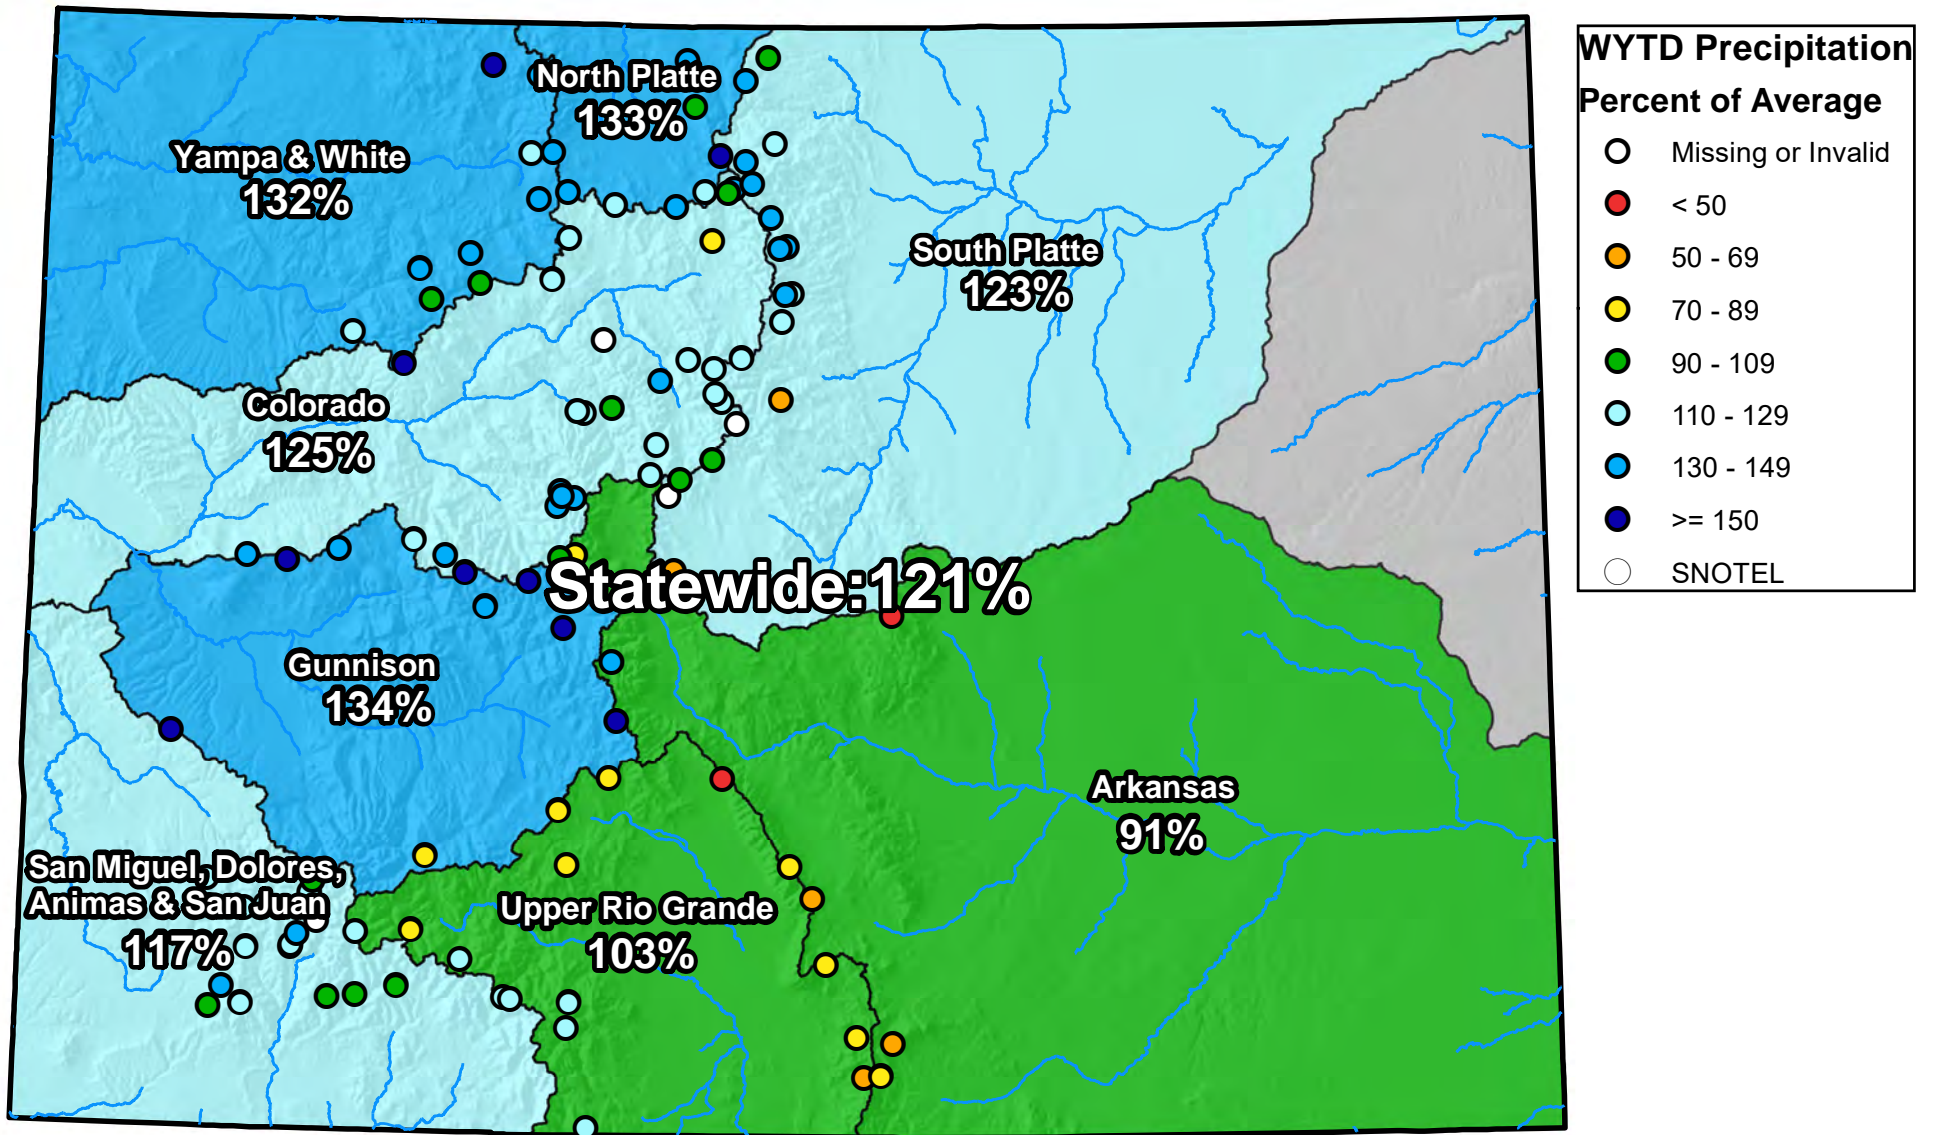 North Platte
133%
Yampa & White
132%
South Platte
123%
Colorado
125%
Statewide:121%
Gunnison
134%
Arkansas
91%
San Miguel, Dolores,
Animas & San Juan
117%
Upper Rio Grande
103%
WYTD Precipitation
Percent of Average
Missing or Invalid
< 50
50 - 69
70 - 89
90 - 109
110 - 129
130 - 149
>= 150
SNOTEL